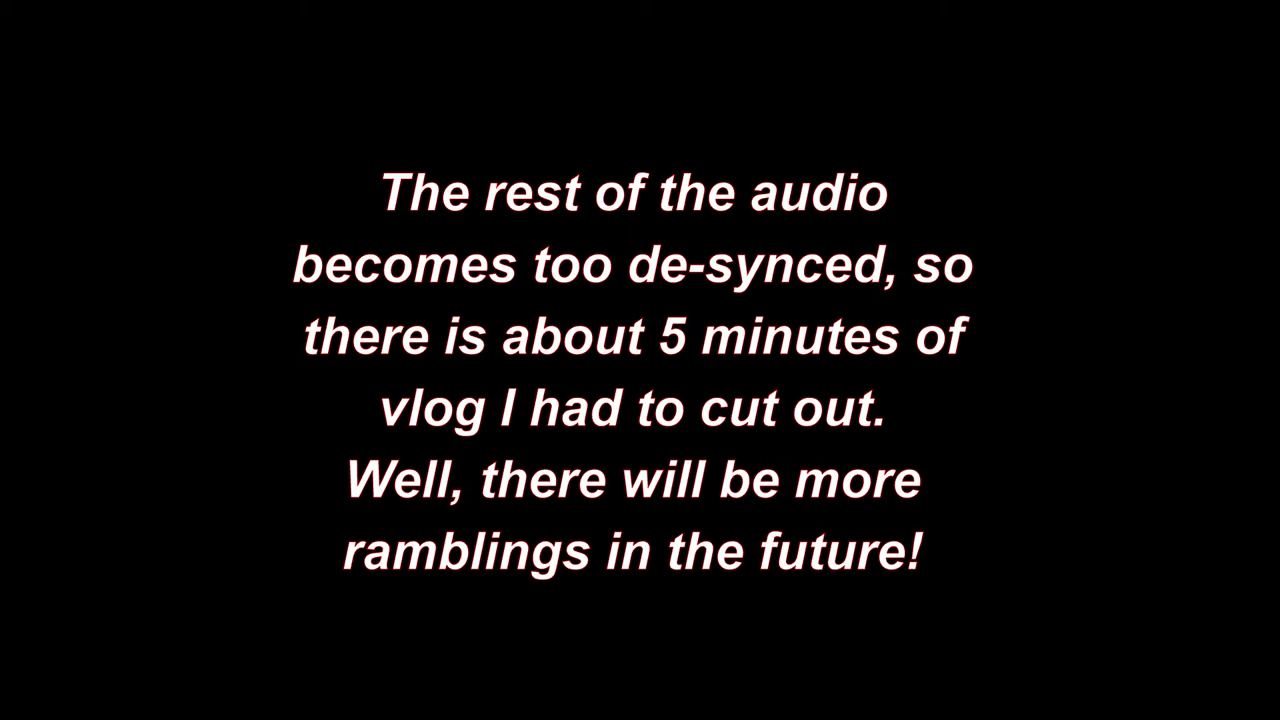 The rest of the audio
becomes too de-synced, so
there is about 5 minutes of
vlog I had to cut out.
Well, there will be more
ramblings in the future!